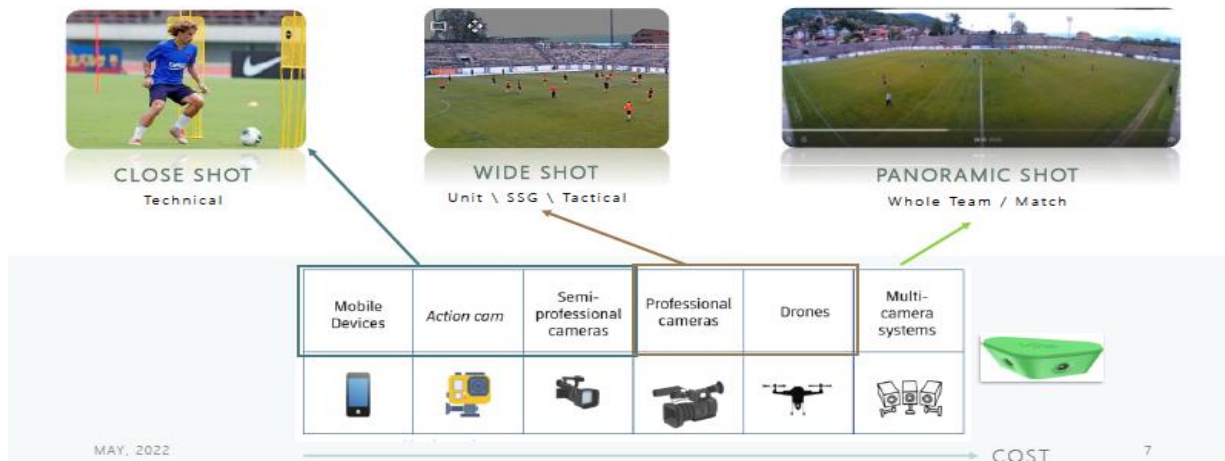 CLOSE SHOT
Technical
WIDE SHOT
Unit \ SSG \ Tactical
PANORAMIC SHOT
Whole Team / Match
Mobile
Devices
Action cam
Semi-
professional
cameras
Professional
cameras
Drones
Multi-
camera
systems
MAY, 2022
COST
7